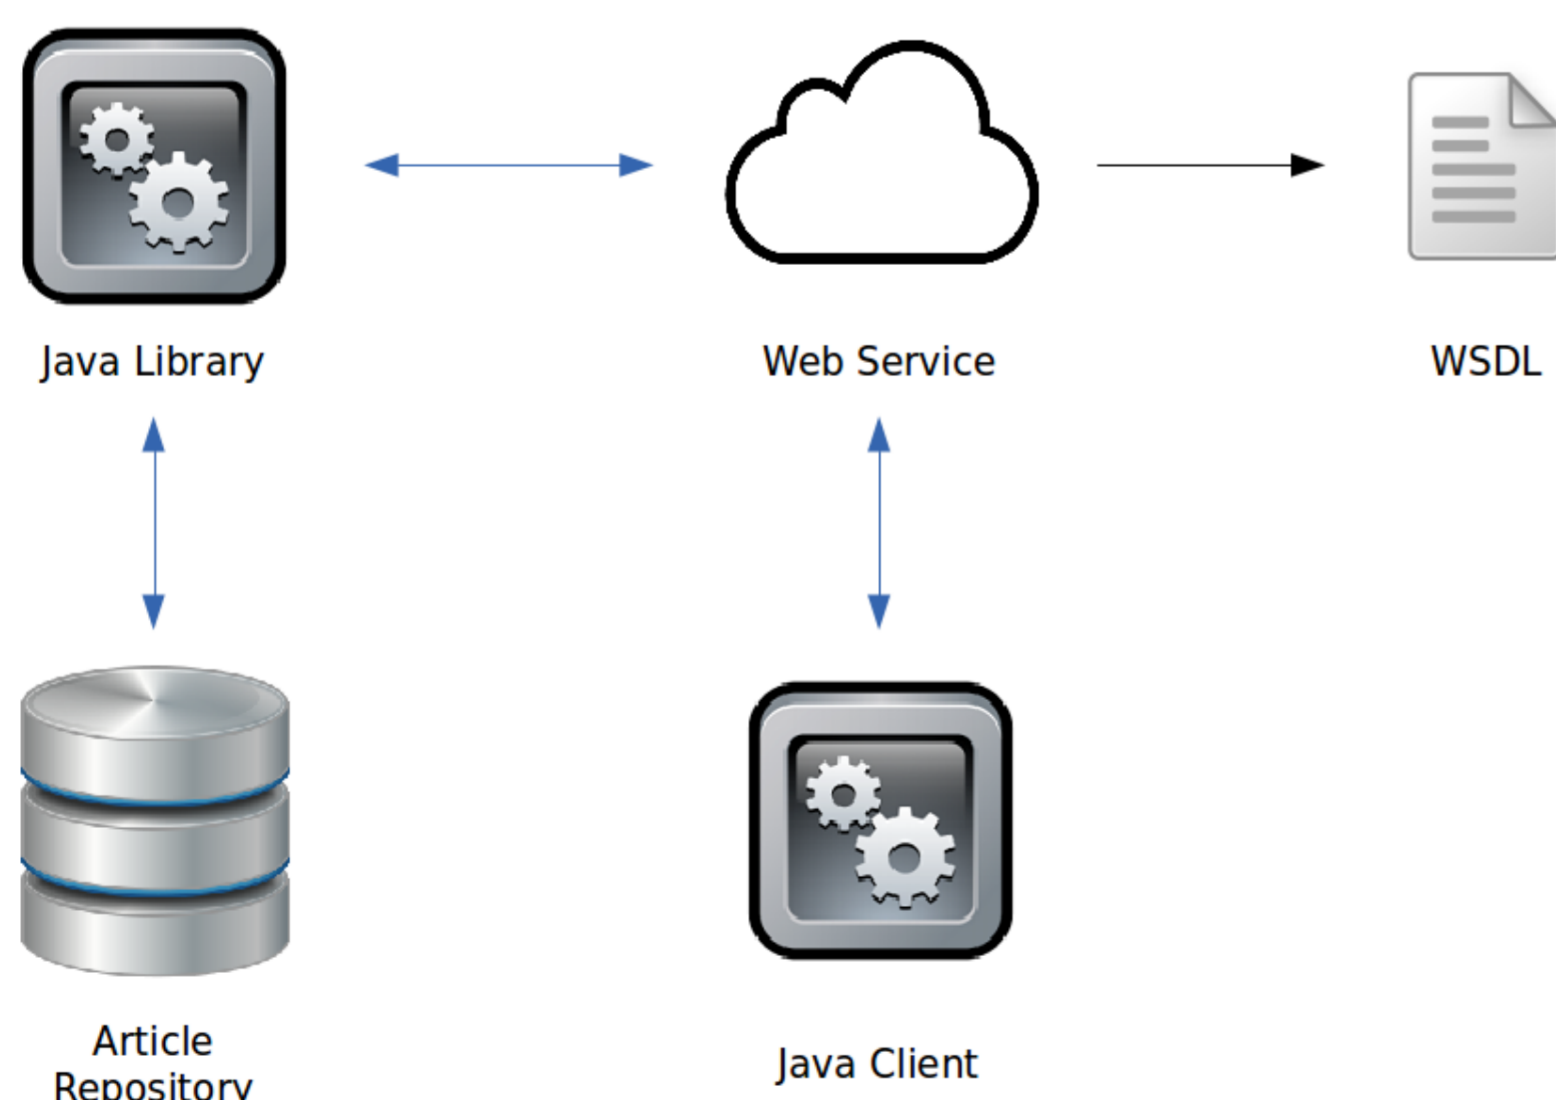 Java Library
Web Service
WSDL
Article
Repository
Java Client